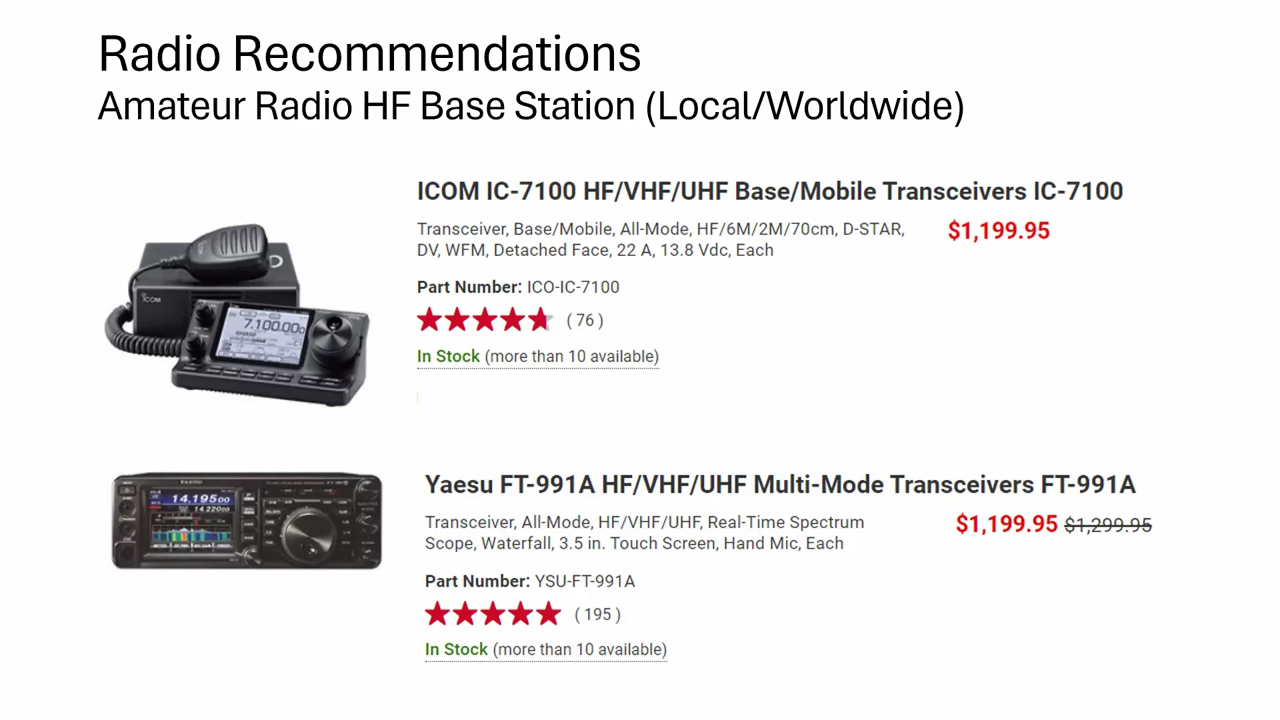 Radio Recommendations
Amateur Radio HF Base Station (Local/Worldwide)
ICOM IC-7100 HF/VHF/UHF Base/Mobile Transceivers IC-7100
Transceiver, Base/Mobile, All-Mode, HF/6M/2M/70cm, D-STAR,
DV, WFM, Detached Face, 22 A, 13.8 Vdc, Each
$1,199.95
Part Number: ICO-IC-7100
( 76 )
In Stock (more than 10 available)
ICOM
7.100.00
Yaesu FT-991A HF/VHF/UHF Multi-Mode Transceivers FT-991A
Transceiver, All-Mode, HF/VHF/UHF, Real-Time Spectrum
Scope, Waterfall, 3.5 in. Touch Screen, Hand Mic, Each
$1,199.95 $1,299.95
Part Number: YSU-FT-991A
( 195 )
In Stock (more than 10 available)
YAESU
14.195.00
14.220.00